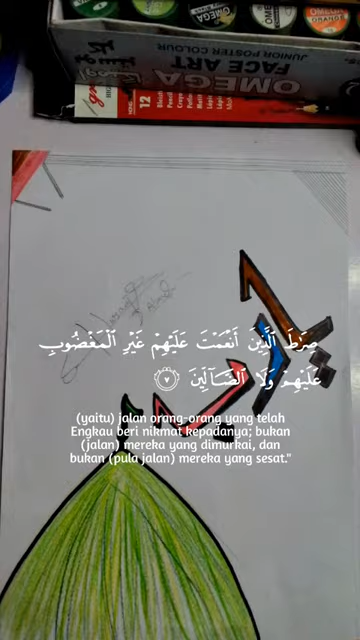 OMEGA
ORANGE
JUNIOR POSTER COLOUR
FACE ART
OMEGA
12
صِرَٰطَ ٱلَّذِينَ أَنْعَمْتَ عَلَيْهِمْ غَيْرِ ٱلْمَغْضُوبِ
عَلَيْهِمْ وَلَا ٱلضَّآلِّينَ ٧
(yaitu) jalan orang-orang yang telah
Engkau beri nikmat kepadanya; bukan
(jalan) mereka yang dimurkai, dan
bukan (pula jalan) mereka yang sesat."